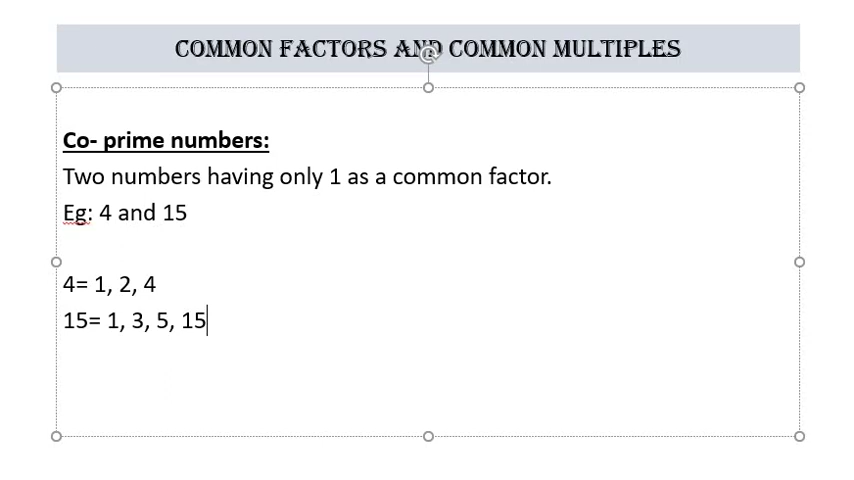 COMMON FACTORS AND COMMON MULTIPLES
Co- prime numbers:
Two numbers having only 1 as a common factor.
Eg: 4 and 15
4= 1, 2, 4
15= 1, 3, 5, 15